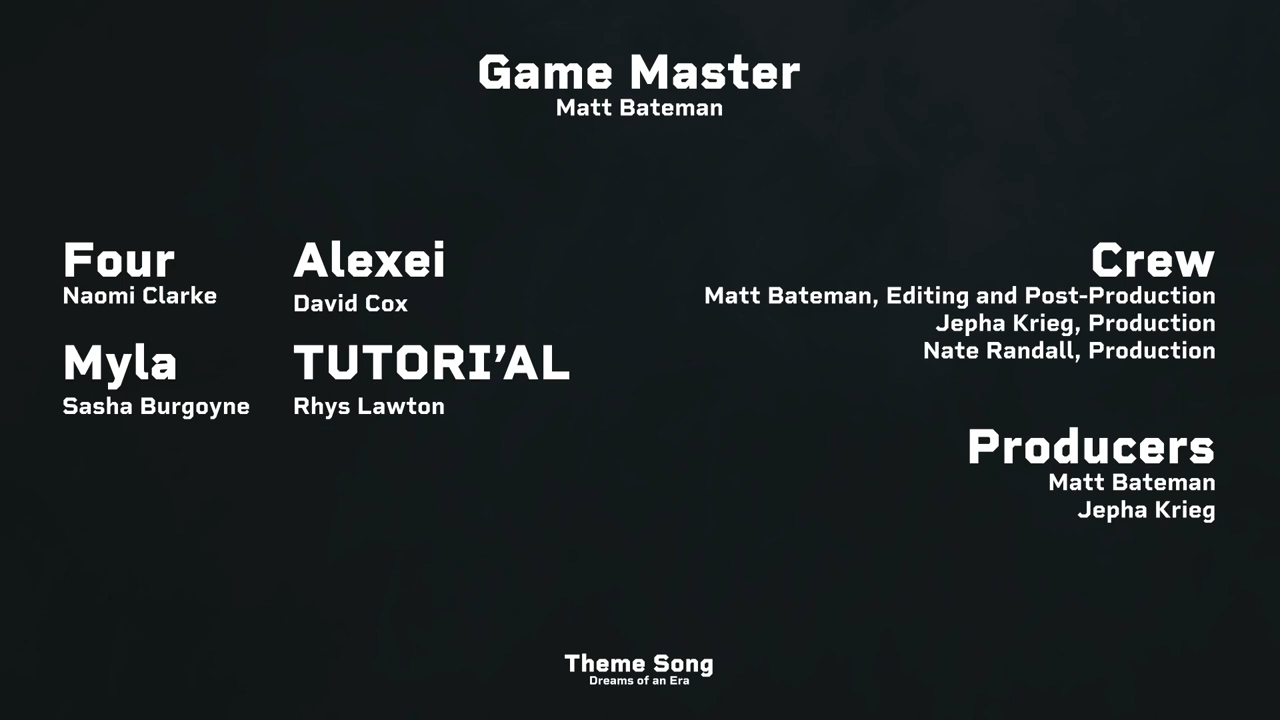 Game Master
Matt Bateman
Four
Naomi Clarke
Alexei
David Cox
Myla
Sasha Burgoyne
TUTORI’AL
Rhys Lawton
Crew
Matt Bateman, Editing and Post-Production
Jepha Krieg, Production
Nate Randall, Production
Producers
Matt Bateman
Jepha Krieg
Theme Song
Dreams of an Era